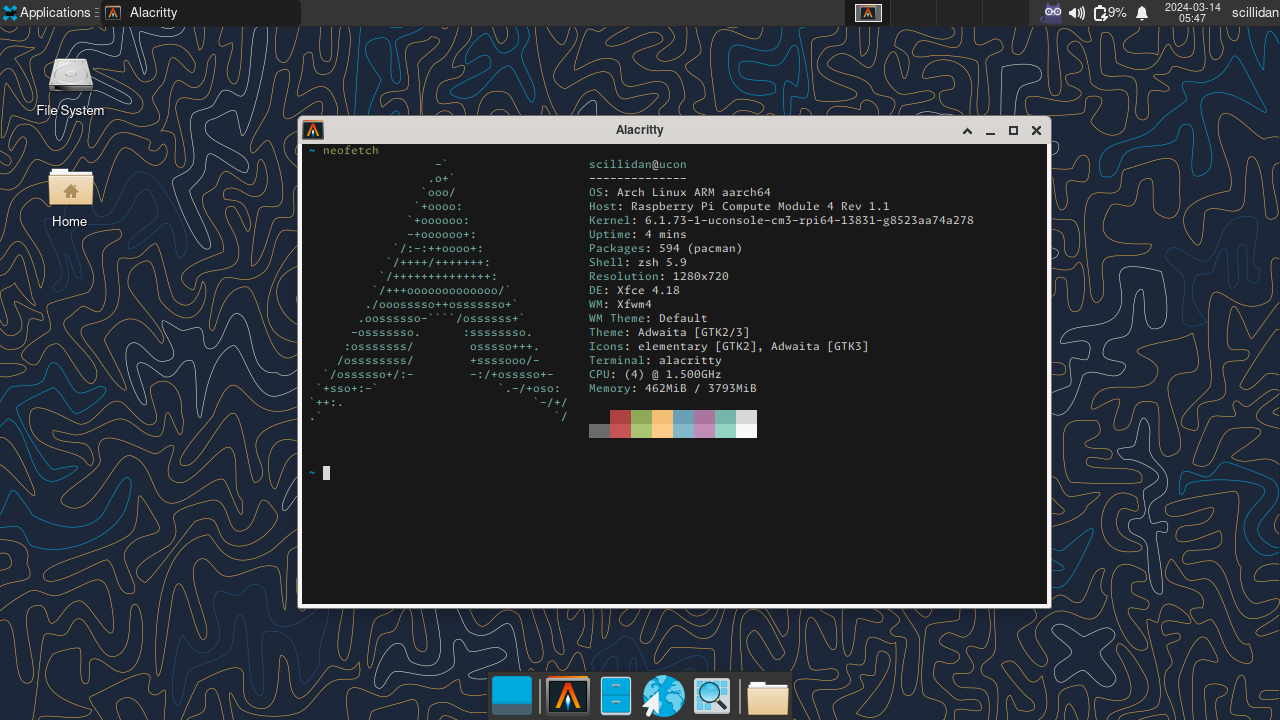 Applications
Alacritty
9%
2024-03-14
05:47
scillidan
File System
Home
Alacritty
~ neofetch
                  -`
                 .o+`
                `ooo/
               `+oooo:
              `+oooooo:
              -+oooooo+:
            `/:-:++oooo+:
           `/++++/+++++++:
          `/++++++++++++++:
         `/+++ooooooooooooo/`
        ./ooosssso++osssssso+`
       .oossssso-````/ossssss+`
      -osssssso.      :ssssssso.
     :osssssss/        osssso+++.
    /ossssssss/        +ssssooo/-
  `/ossssso+/:-        -:/+osssso+-
 `+sso+:-`                 `.-/+oso:
`++:.                           `-/+/
.`                                 `/
scillidan@ucon
--------------
OS: Arch Linux ARM aarch64
Host: Raspberry Pi Compute Module 4 Rev 1.1
Kernel: 6.1.73-1-uconsole-cm3-rpi64-13831-g8523aa74a278
Uptime: 4 mins
Packages: 594 (pacman)
Shell: zsh 5.9
Resolution: 1280x720
DE: Xfce 4.18
WM: Xfwm4
WM Theme: Default
Theme: Adwaita [GTK2/3]
Icons: elementary [GTK2], Adwaita [GTK3]
Terminal: alacritty
CPU: (4) @ 1.500GHz
Memory: 462MiB / 3793MiB
~